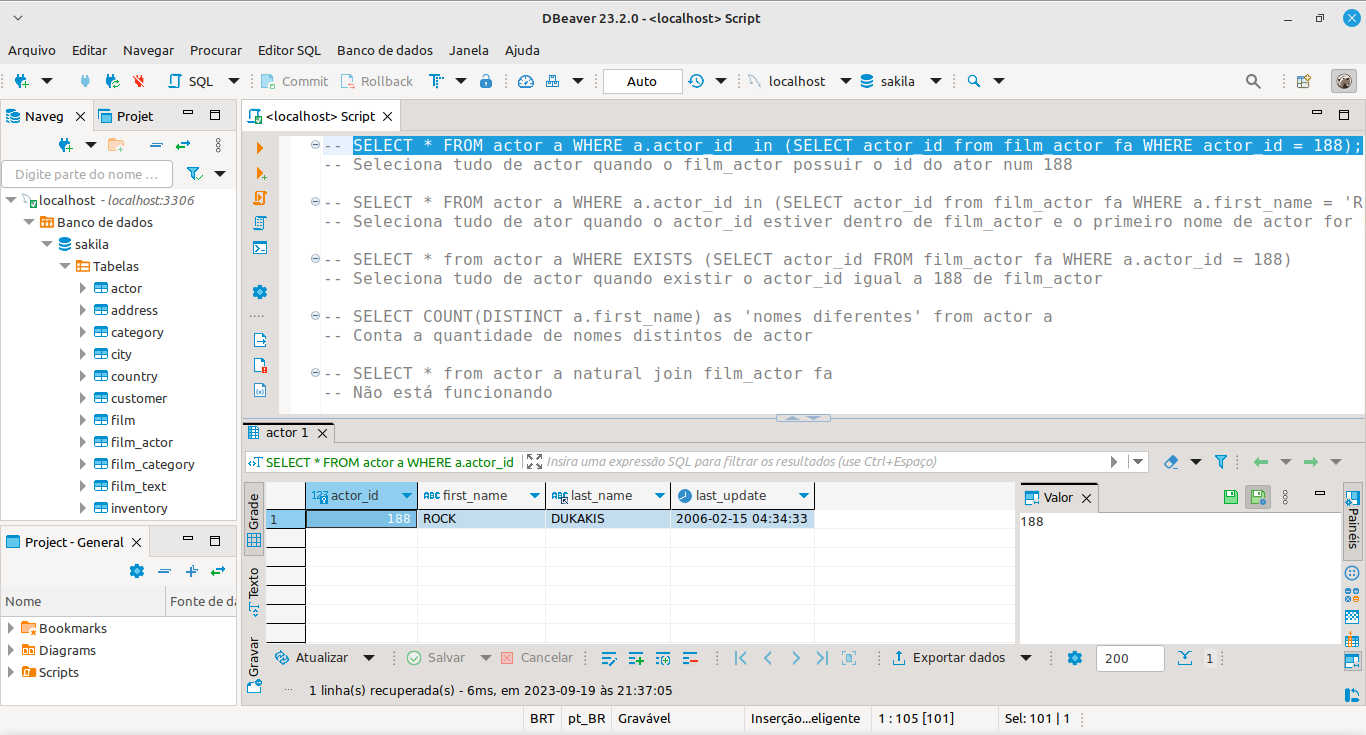 DBeaver 23.2.0 - <localhost> Script
Arquivo Editar Navegar Procurar Editor SQL Banco de dados Janela Ajuda
SQL Commit Rollback Auto localhost sakila
Naveg Projet
Digite parte do nome ...
localhost - localhost:3306
Banco de dados
sakila
Tabelas
actor
address
category
city
country
customer
film
film_actor
film_category
film_text
inventory
Project - General
Nome Fonte de da
Bookmarks
Diagrams
Scripts
<localhost> Script
-- SELECT * FROM actor a WHERE a.actor_id  in (SELECT actor_id from film_actor fa WHERE actor_id = 188);
-- Seleciona tudo de actor quando o film_actor possuir o id do ator num 188
-- SELECT * FROM actor a WHERE a.actor_id in (SELECT actor_id from film_actor fa WHERE a.first_name = 'R
-- Seleciona tudo de ator quando o actor_id estiver dentro de film_actor e o primeiro nome de actor for
-- SELECT * from actor a WHERE EXISTS (SELECT actor_id FROM film_actor fa WHERE a.actor_id = 188)
-- Seleciona tudo de actor quando existir o actor_id igual a 188 de film_actor
-- SELECT COUNT(DISTINCT a.first_name) as 'nomes diferentes' from actor a
-- Conta a quantidade de nomes distintos de actor
-- SELECT * from actor a natural join film_actor fa
-- Não está funcionando
actor 1
SELECT * FROM actor a WHERE a.actor_id Insira uma expressão SQL para filtrar os resultados (use Ctrl+Espaço)
Grade
Texto
Gravar
123 actor_id ABC first_name ABC last_name last_update
1 188 ROCK DUKAKIS 2006-02-15 04:34:33
Valor
188
Painéis
Atualizar Salvar Cancelar Exportar dados 200 1
... 1 linha(s) recuperada(s) - 6ms, em 2023-09-19 às 21:37:05
BRT pt_BR Gravável Inserção...eligente 1 : 105 [101] Sel: 101 | 1